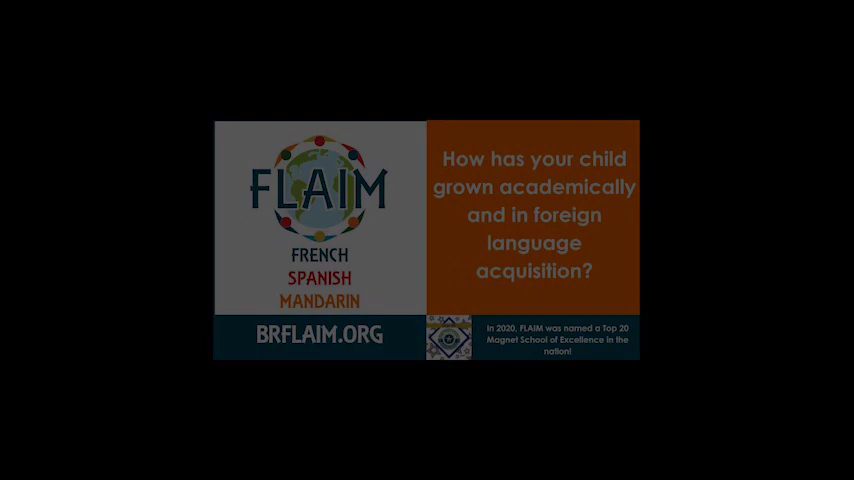 FLAIM
FRENCH
SPANISH
MANDARIN
BRFLAIM.ORG
How has your child
grown academically
and in foreign
language
acquisition?
In 2020, FLAIM was named a Top 20
Magnet School of Excellence in the
nation!